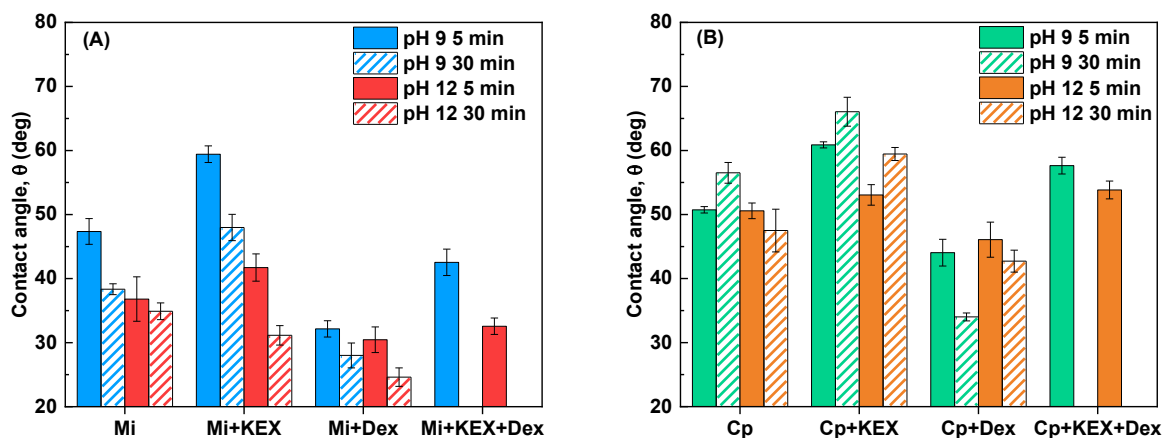 (A)
pH 9 5 min
pH 9 30 min
pH 12 5 min
pH 12 30 min
Contact angle, θ (deg)
80
70
60
50
40
30
20
Mi
Mi+KEX
Mi+Dex
Mi+KEX+Dex
(B)
pH 9 5 min
pH 9 30 min
pH 12 5 min
pH 12 30 min
Contact angle, θ (deg)
80
70
60
50
40
30
20
Cp
Cp+KEX
Cp+Dex
Cp+KEX+Dex